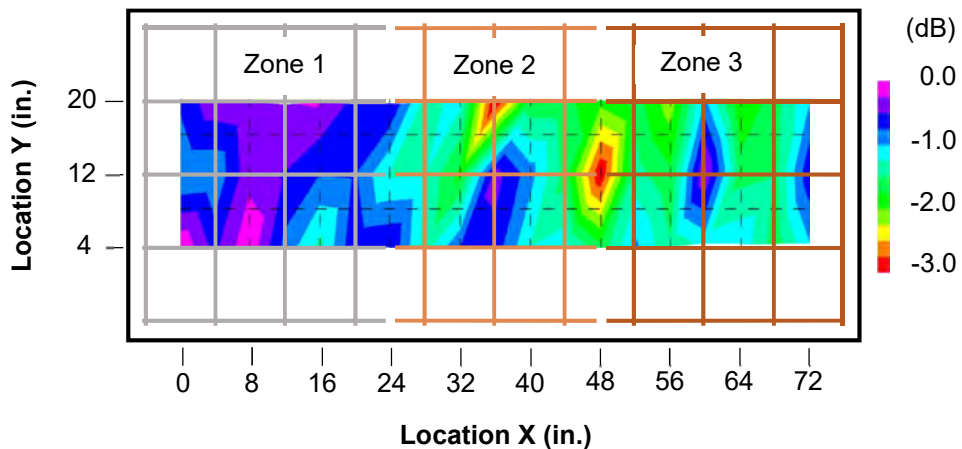 (dB)
Zone 1 Zone 2 Zone 3
0.0
-1.0
-2.0
-3.0
Location Y (in.)
20
12
4
0 8 16 24 32 40 48 56 64 72
Location X (in.)